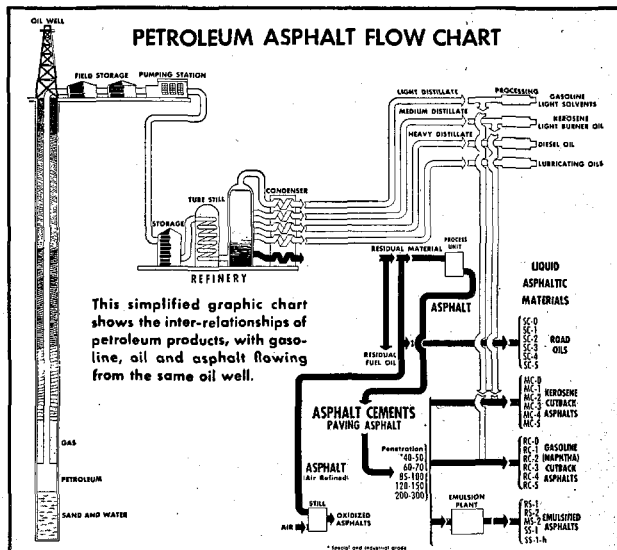 OIL WELL
PETROLEUM ASPHALT FLOW CHART
FIELD STORAGE
PUMPING STATION
LIGHT DISTILLATE
PROCESSING
GASOLINE
LIGHT SOLVENTS
MEDIUM DISTILLATE
KEROSENE
LIGHT BURNER OIL
HEAVY DISTILLATE
DIESEL OIL
LUBRICATING OILS
CONDENSER
TUBE STILL
STORAGE
REFINERY
RESIDUAL MATERIAL
PROCESS
UNIT
ASPHALT
LIQUID
ASPHALTIC
MATERIALS
This simplified graphic chart
shows the inter-relationships of
petroleum products, with gaso-
line, oil and asphalt flowing
from the same oil well.
RESIDUAL
FUEL OIL
SC-0
SC-1
SC-2
SC-3
SC-4
SC-5
ROAD
OILS
MC-0
MC-1
MC-2
MC-3
MC-4
MC-5
KEROSENE
CUTBACK
ASPHALTS
ASPHALT CEMENTS
PAVING ASPHALT
Penetration
*40-50
60-70
85-100
120-150
200-300
RC-0
RC-1
RC-2
RC-3
RC-4
RC-5
GASOLINE
(NAPHTHA)
CUTBACK
ASPHALTS
ASPHALT
(Air Refined)
STILL
AIR
OXIDIZED
ASPHALTS
EMULSION
PLANT
RS-1
RS-2
MS-2
SS-1
SS-1-h
EMULSIFIED
ASPHALTS
GAS
PETROLEUM
SAND AND WATER
* Special and industrial grade